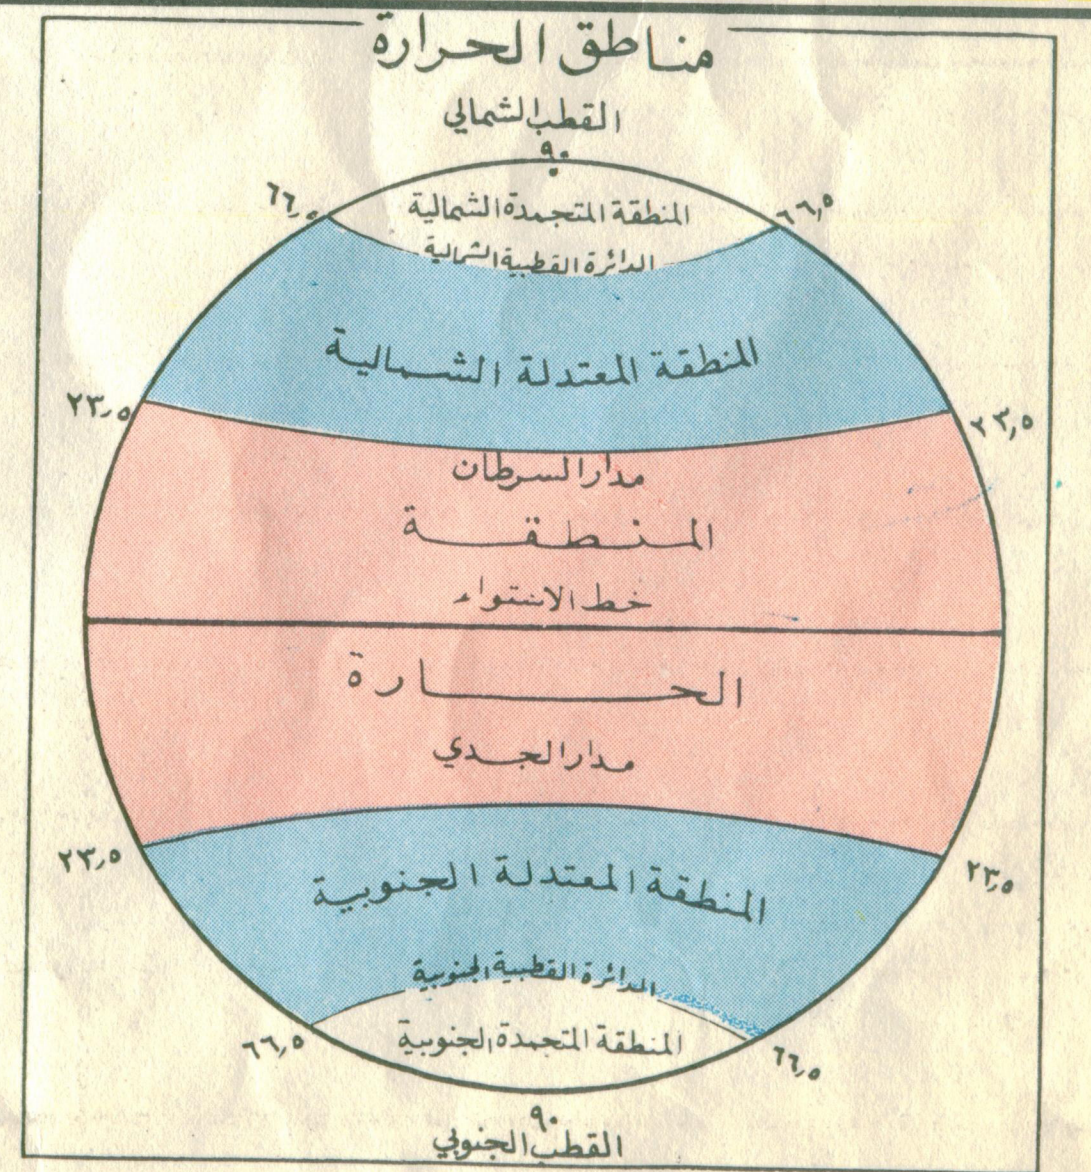 مناطق الحرارة
القطب الشمالي
٩٠
٦٦,٥
٦٦,٥
المنطقة المتجمدة الشمالية
الدائرة القطبية الشمالية
المنطقة المعتدلة الشمالية
٢٣,٥
٢٣,٥
مدار السرطان
المنطقة
خط الاستواء
الحارة
مدار الجدي
٢٣,٥
٢٣,٥
المنطقة المعتدلة الجنوبية
الدائرة القطبية الجنوبية
المنطقة المتجمدة الجنوبية
٦٦,٥
٦٦,٥
٩٠
القطب الجنوبي